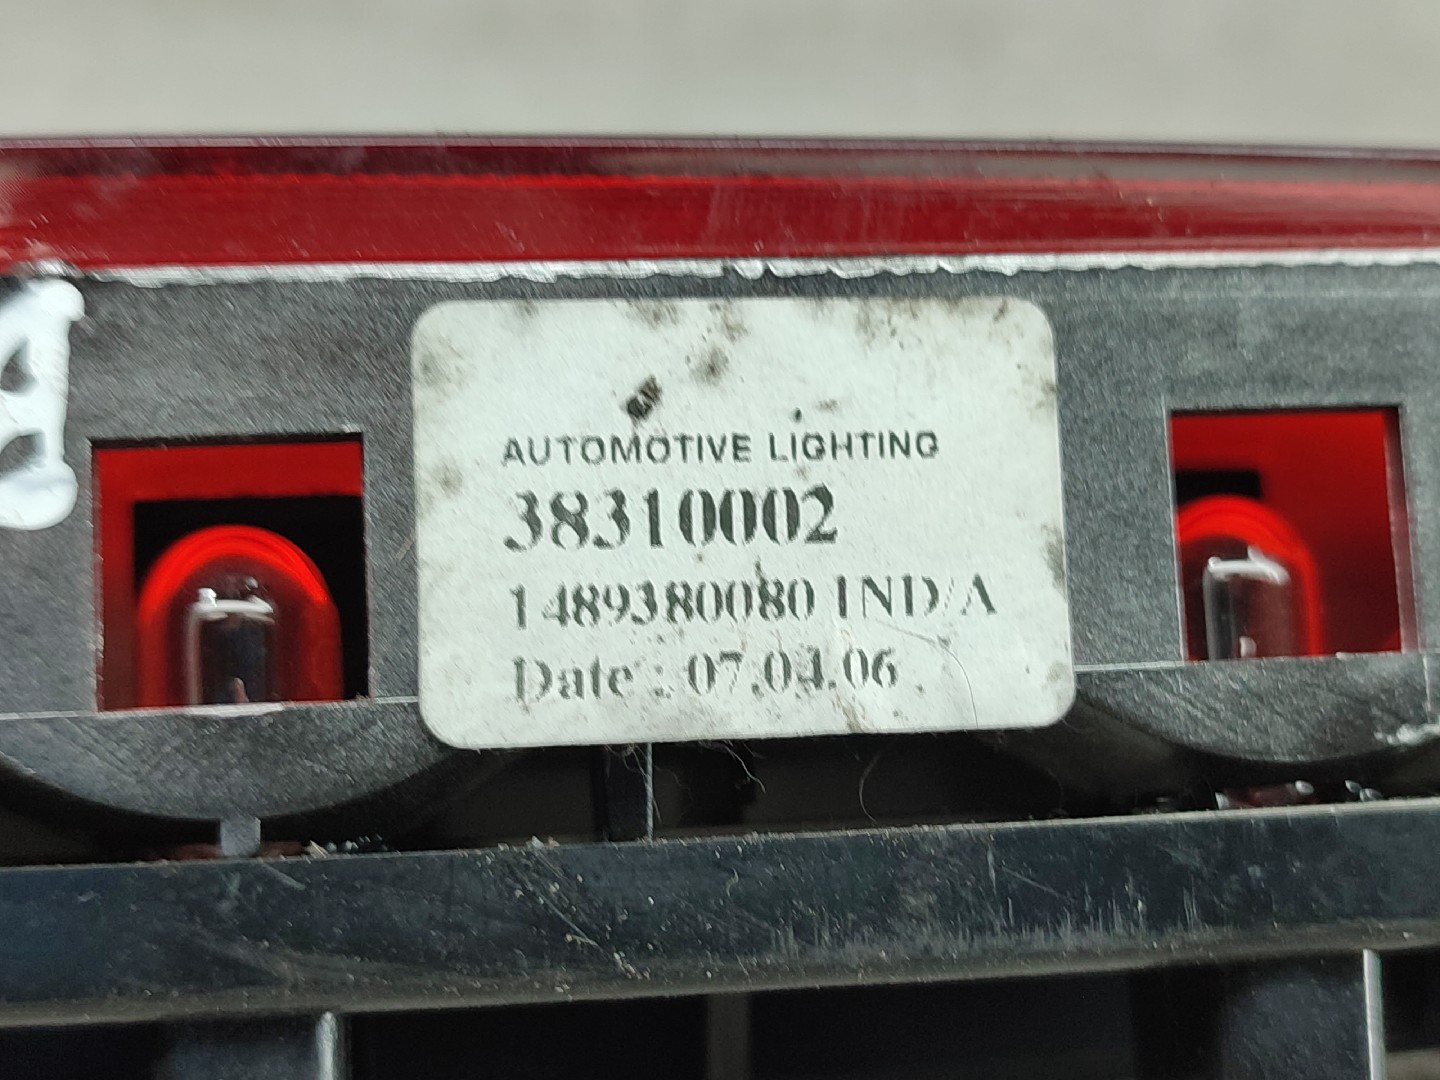 AUTOMOTIVE LIGHTING
38310002
1489380080 IND/A
Date : 07.04.06